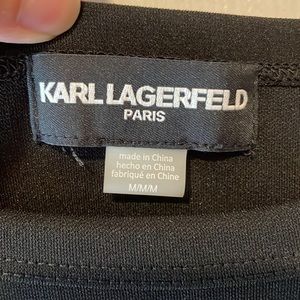 KARL LAGERFELD
PARIS
made in China
hecho en China
fabriqué en Chine
M/M/M